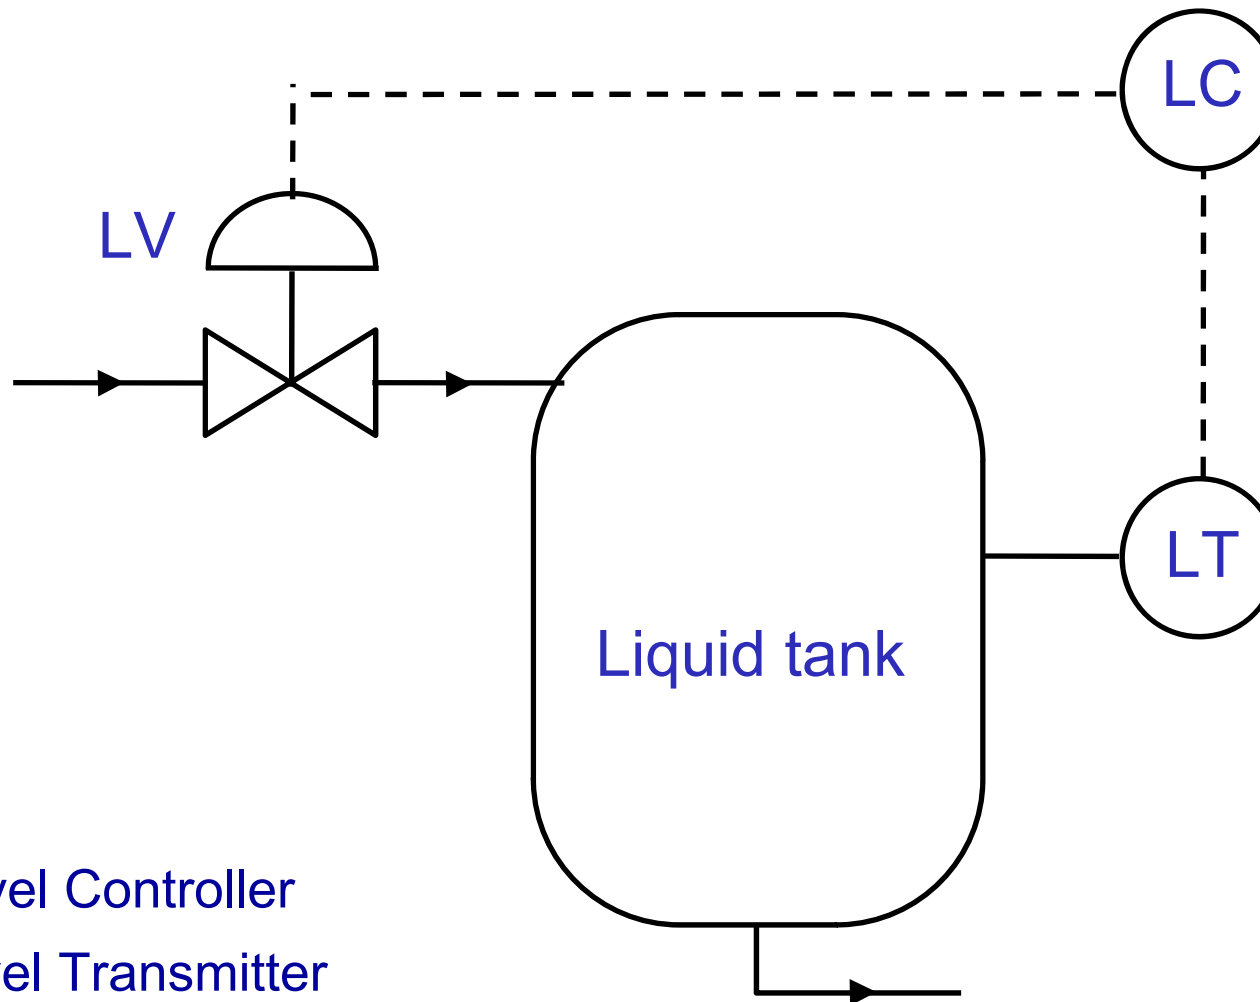 LC
LV
LT
Liquid tank
vel Controller
vel Transmitter